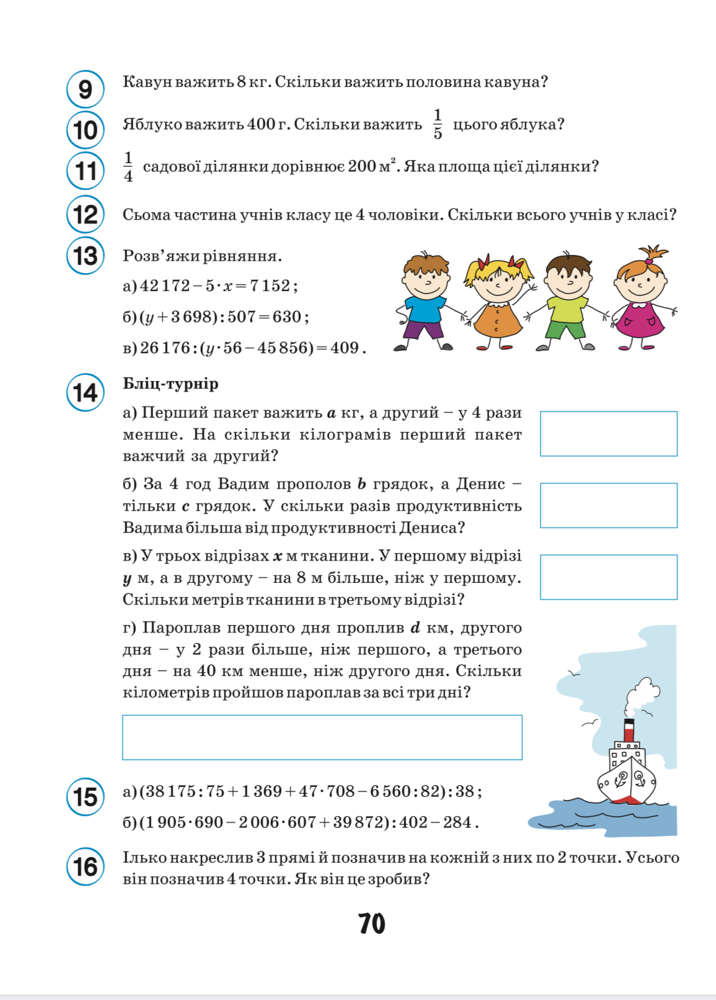 9 Кавун важить 8 кг. Скільки важить половина кавуна?
10 Яблуко важить 400 г. Скільки важить 1/5 цього яблука?
11 1/4 садової ділянки дорівнює 200 м². Яка площа цієї ділянки?
12 Сьома частина учнів класу це 4 чоловіки. Скільки всього учнів у класі?
13 Розв’яжи рівняння.
а) 42 172 – 5 · x = 7 152 ;
б) (y + 3 698) : 507 = 630 ;
в) 26 176 : (y · 56 – 45 856) = 409 .
14 Бліц-турнір
а) Перший пакет важить a кг, а другий – у 4 рази
менше. На скільки кілограмів перший пакет
важчий за другий?
б) За 4 год Вадим прополов b грядок, а Денис –
тільки c грядок. У скільки разів продуктивність
Вадима більша від продуктивності Дениса?
в) У трьох відрізах x м тканини. У першому відрізі
y м, а в другому – на 8 м більше, ніж у першому.
Скільки метрів тканини в третьому відрізі?
г) Пароплав першого дня проплив d км, другого
дня – у 2 рази більше, ніж першого, а третього
дня – на 40 км менше, ніж другого дня. Скільки
кілометрів пройшов пароплав за всі три дні?
15 а) (38 175 : 75 + 1 369 + 47 · 708 – 6 560 : 82) : 38 ;
б) (1 905 · 690 – 2 006 · 607 + 39 872) : 402 – 284 .
16 Ілько накреслив 3 прямі й позначив на кожній з них по 2 точки. Усього
він позначив 4 точки. Як він це зробив?
70